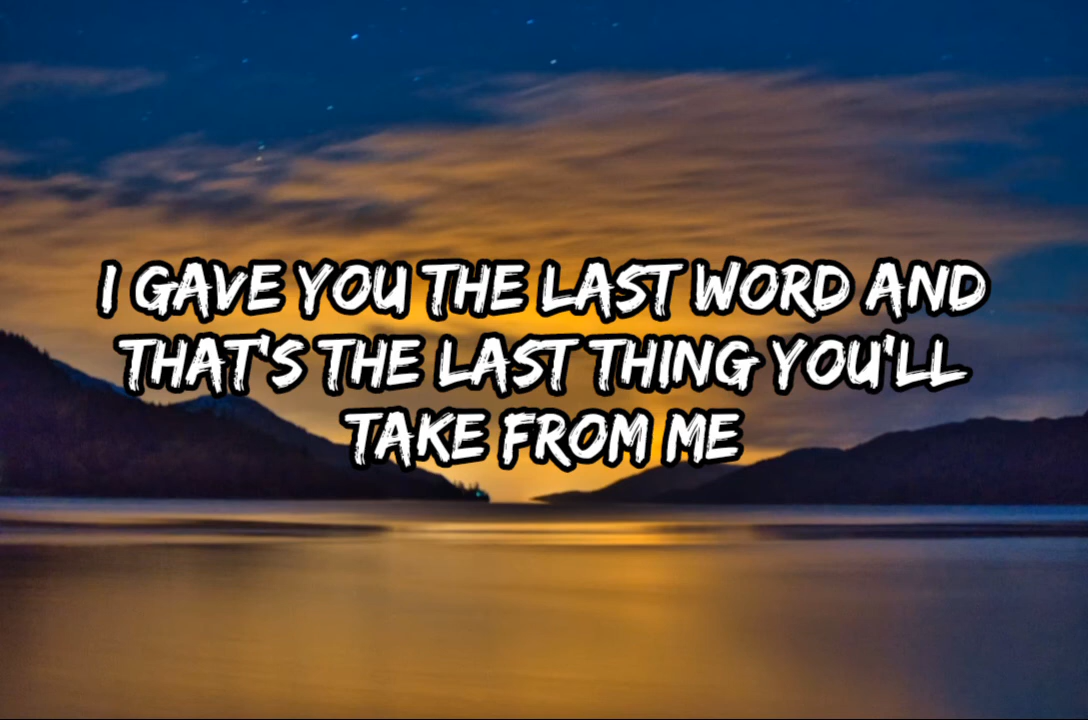 I GAVE YOU THE LAST WORD AND
THAT'S THE LAST THING YOU'LL
TAKE FROM ME